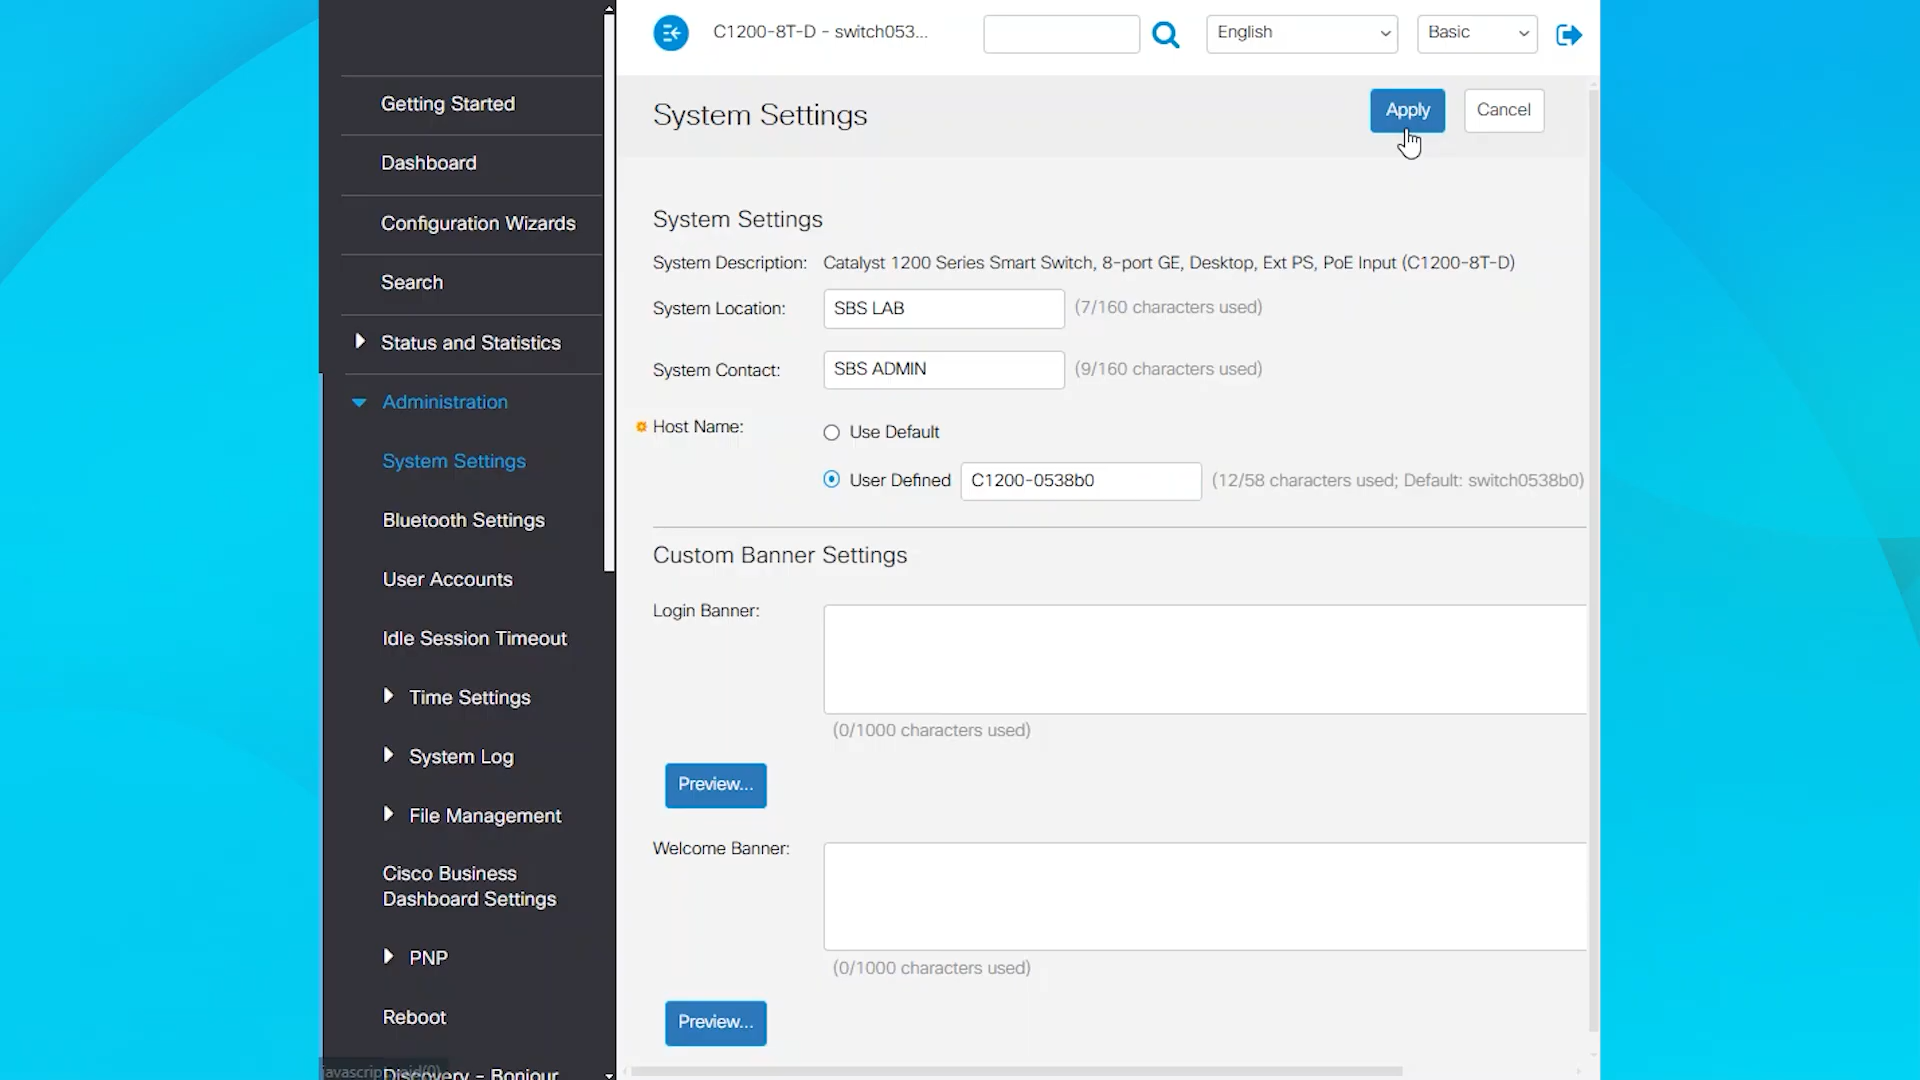 C1200-8T-D - switch053...
English
Basic
Getting Started
Dashboard
Configuration Wizards
Search
Status and Statistics
Administration
System Settings
Bluetooth Settings
User Accounts
Idle Session Timeout
Time Settings
System Log
File Management
Cisco Business
Dashboard Settings
PNP
Reboot
Discovery - Bonjour
System Settings
Apply
Cancel
System Settings
System Description: Catalyst 1200 Series Smart Switch, 8-port GE, Desktop, Ext PS, PoE Input (C1200-8T-D)
System Location: SBS LAB (7/160 characters used)
System Contact: SBS ADMIN (9/160 characters used)
Host Name: Use Default
User Defined C1200-0538b0 (12/58 characters used; Default: switch0538b0)
Custom Banner Settings
Login Banner:
(0/1000 characters used)
Preview...
Welcome Banner:
(0/1000 characters used)
Preview...